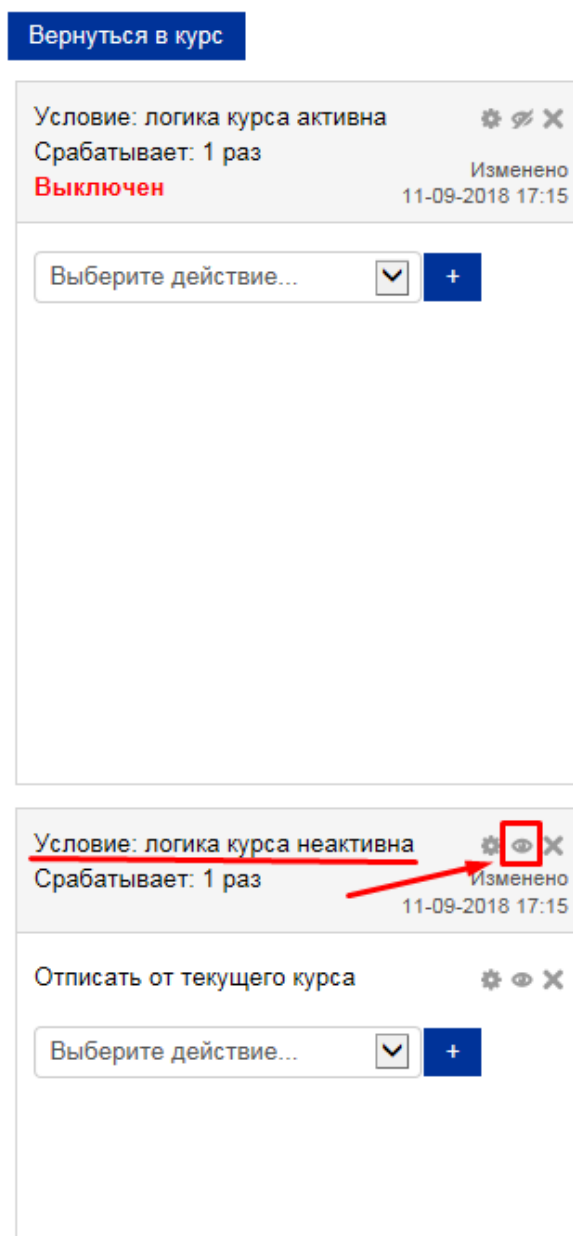 Вернуться в курс
Условие: логика курса активна
Срабатывает: 1 раз
Изменено
Выключен
11-09-2018 17:15
Выберите действие...
+
Условие: логика курса неактивна
Срабатывает: 1 раз
Изменено
11-09-2018 17:15
Отписать от текущего курса
Выберите действие...
+